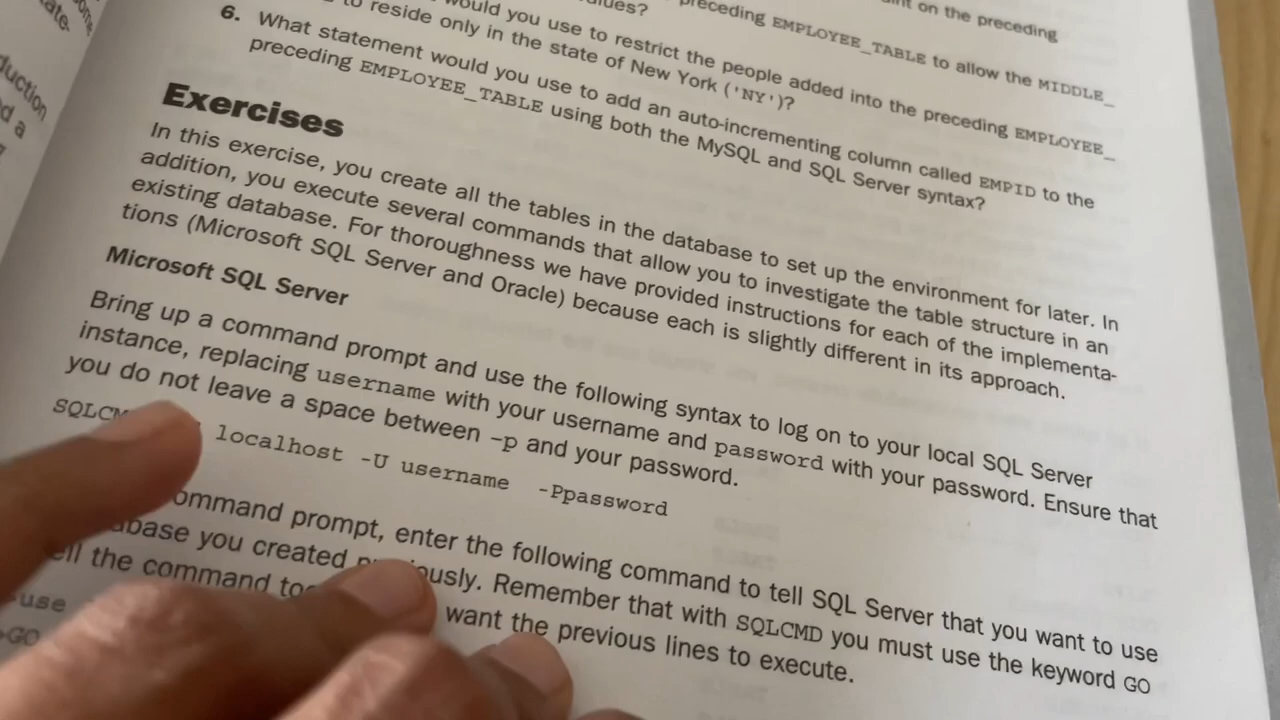 on the preceding
preceding EMPLOYEE_TABLE to allow the MIDDLE_
would you use to restrict the people added into the preceding EMPLOYEE_
to reside only in the state of New York ('NY')?
6. What statement would you use to add an auto-incrementing column called EMPID to the
preceding EMPLOYEE_TABLE using both the MySQL and SQL Server syntax?
Exercises
In this exercise, you create all the tables in the database to set up the environment for later. In
addition, you execute several commands that allow you to investigate the table structure in an
existing database. For thoroughness we have provided instructions for each of the implementa-
tions (Microsoft SQL Server and Oracle) because each is slightly different in its approach.
Microsoft SQL Server
Bring up a command prompt and use the following syntax to log on to your local SQL Server
instance, replacing username with your username and password with your password. Ensure that
you do not leave a space between -p and your password.
localhost -U username -Ppassword
command prompt, enter the following command to tell SQL Server that you want to use
you created Remember that with SQLCMD you must use the keyword GO
the command want the previous lines to execute.
use
GO